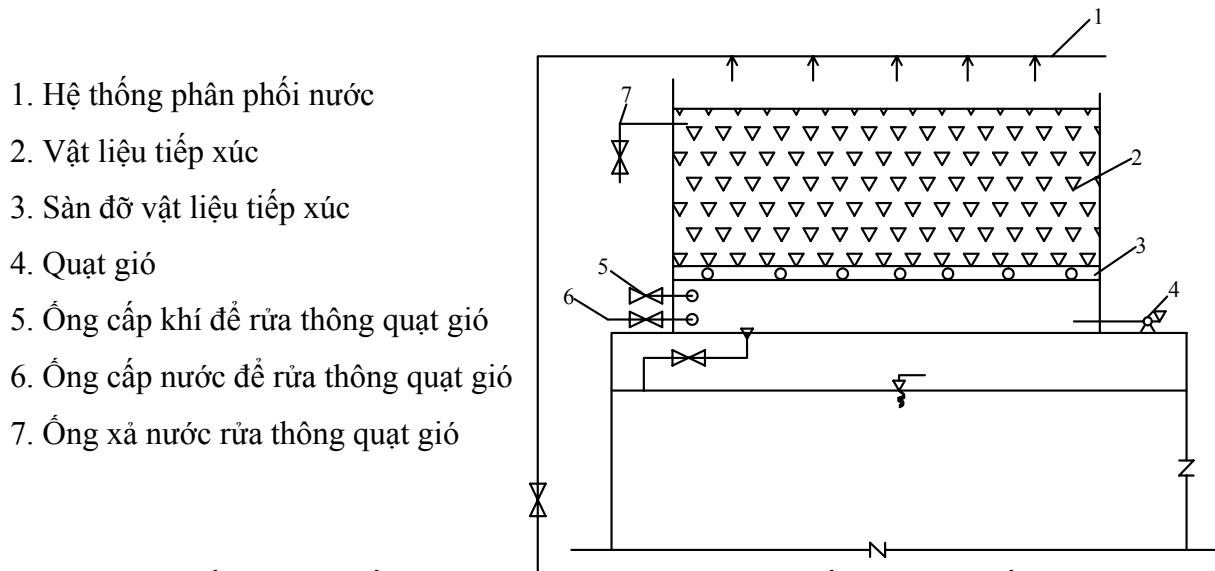 1. Hệ thống phân phối nước
2. Vật liệu tiếp xúc
3. Sàn đỡ vật liệu tiếp xúc
4. Quạt gió
5. Ống cấp khí để rửa thông quạt gió
6. Ống cấp nước để rửa thông quạt gió
7. Ống xả nước rửa thông quạt gió
1
7
2
3
5
6
4